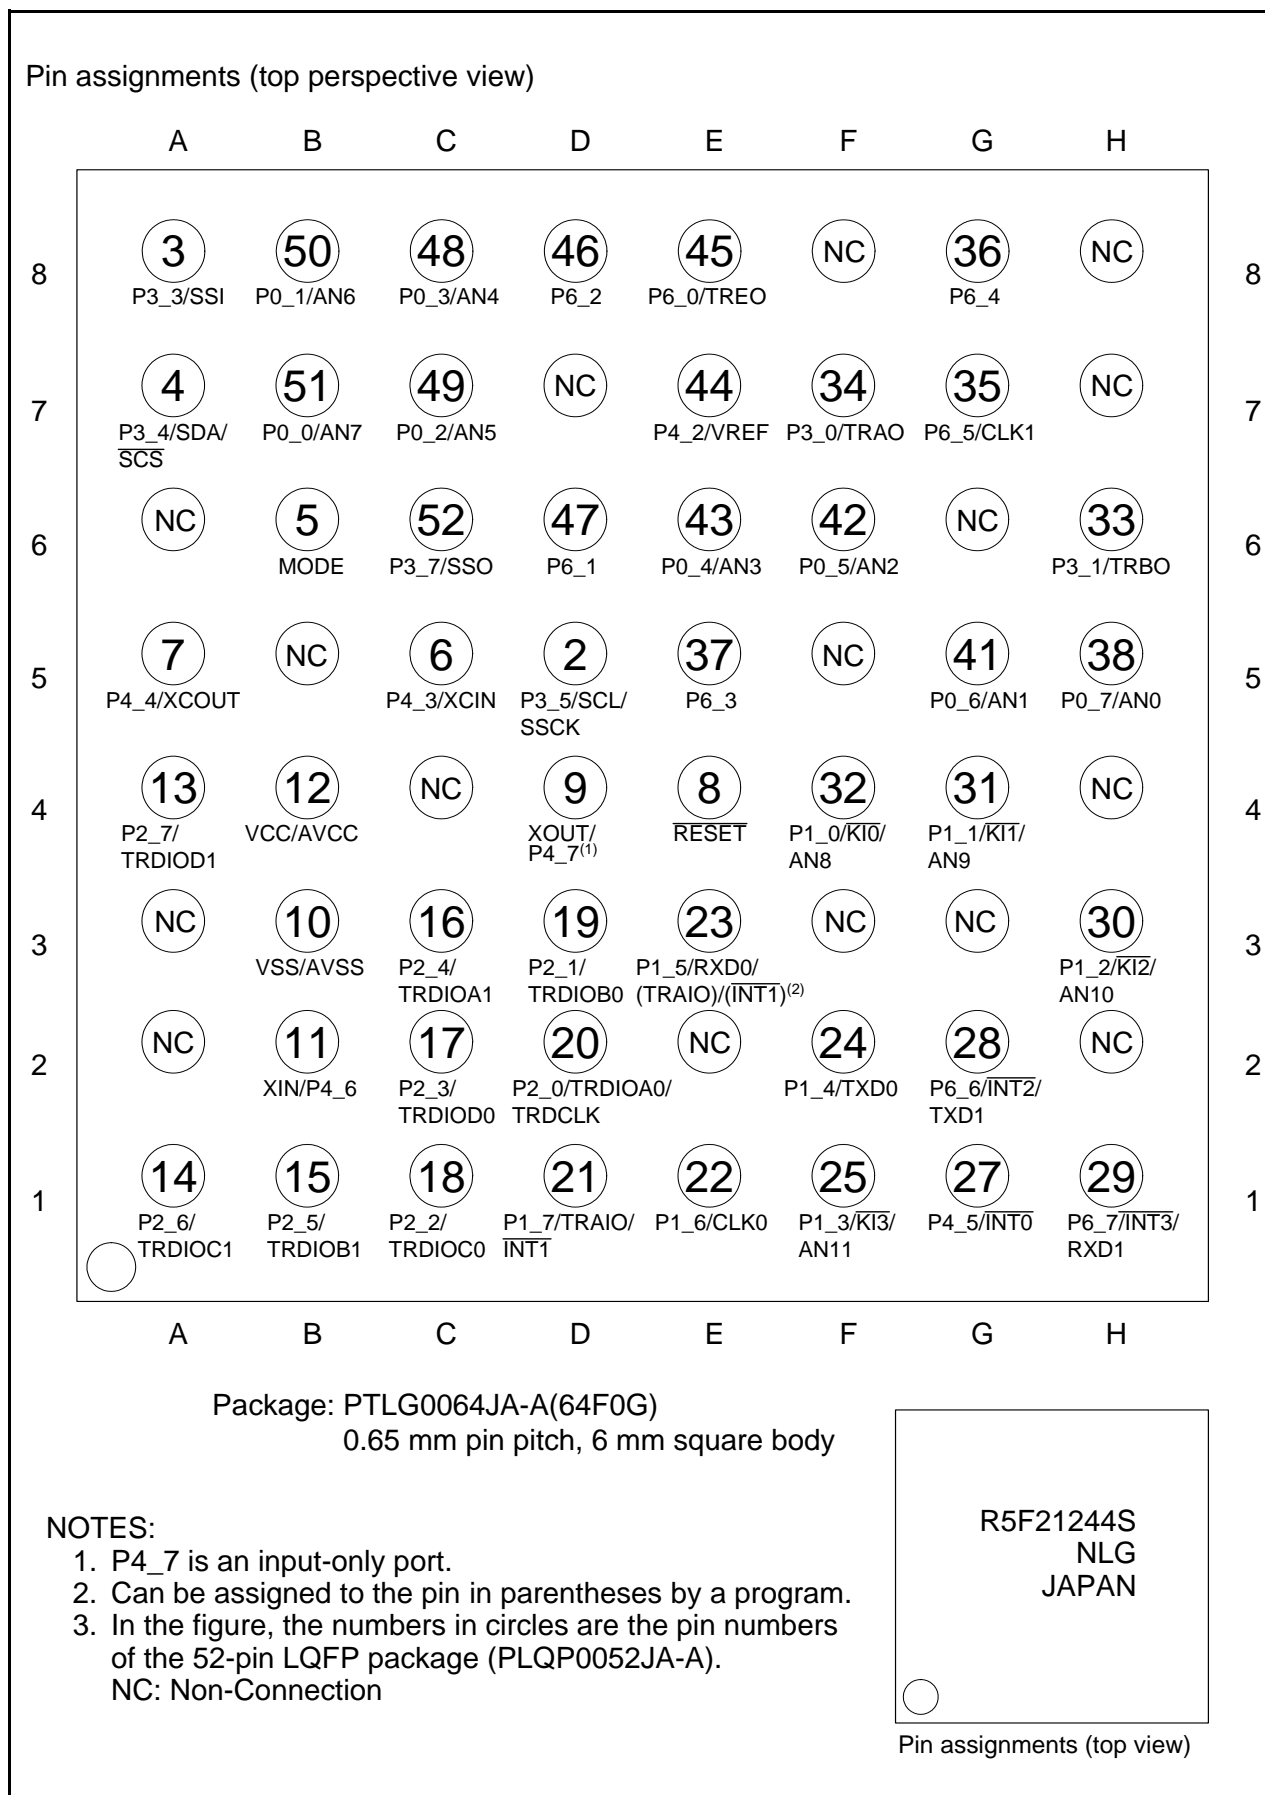 Pin assignments (top perspective view)
A B C D E F G H
8 3 50 48 46 45 NC 36 NC 8
P3_3/SSI P0_1/AN6 P0_3/AN4 P6_2 P6_0/TREO P6_4
7 4 51 49 NC 44 34 35 NC 7
P3_4/SDA/ P0_0/AN7 P0_2/AN5 P4_2/VREF P3_0/TRAO P6_5/CLK1
SCS
6 NC 5 52 47 43 42 NC 33 6
MODE P3_7/SSO P6_1 P0_4/AN3 P0_5/AN2 P3_1/TRBO
5 7 NC 6 2 37 NC 41 38 5
P4_4/XCOUT P4_3/XCIN P3_5/SCL/ P6_3 P0_6/AN1 P0_7/AN0
SSCK
4 13 12 NC 9 8 32 31 NC 4
P2_7/ VCC/AVCC XOUT/ RESET P1_0/KI0/ P1_1/KI1/
TRDIOD1 P4_7(1) AN8 AN9
3 NC 10 16 19 23 NC NC 30 3
VSS/AVSS P2_4/ P2_1/ P1_5/RXD0/ P1_2/KI2/
TRDIOA1 TRDIOB0 (TRAIO)/(INT1)(2) AN10
2 NC 11 17 20 NC 24 28 NC 2
XIN/P4_6 P2_3/ P2_0/TRDIOA0/ P1_4/TXD0 P6_6/INT2/
TRDIOD0 TRDCLK TXD1
1 14 15 18 21 22 25 27 29 1
P2_6/ P2_5/ P2_2/ P1_7/TRAIO/ P1_6/CLK0 P1_3/KI3/ P4_5/INT0 P6_7/INT3/
TRDIOC1 TRDIOB1 TRDIOC0 INT1 AN11 RXD1
A B C D E F G H
Package: PTLG0064JA-A(64F0G)
0.65 mm pin pitch, 6 mm square body
NOTES:
1. P4_7 is an input-only port.
2. Can be assigned to the pin in parentheses by a program.
3. In the figure, the numbers in circles are the pin numbers
of the 52-pin LQFP package (PLQP0052JA-A).
NC: Non-Connection
R5F21244S
NLG
JAPAN
Pin assignments (top view)